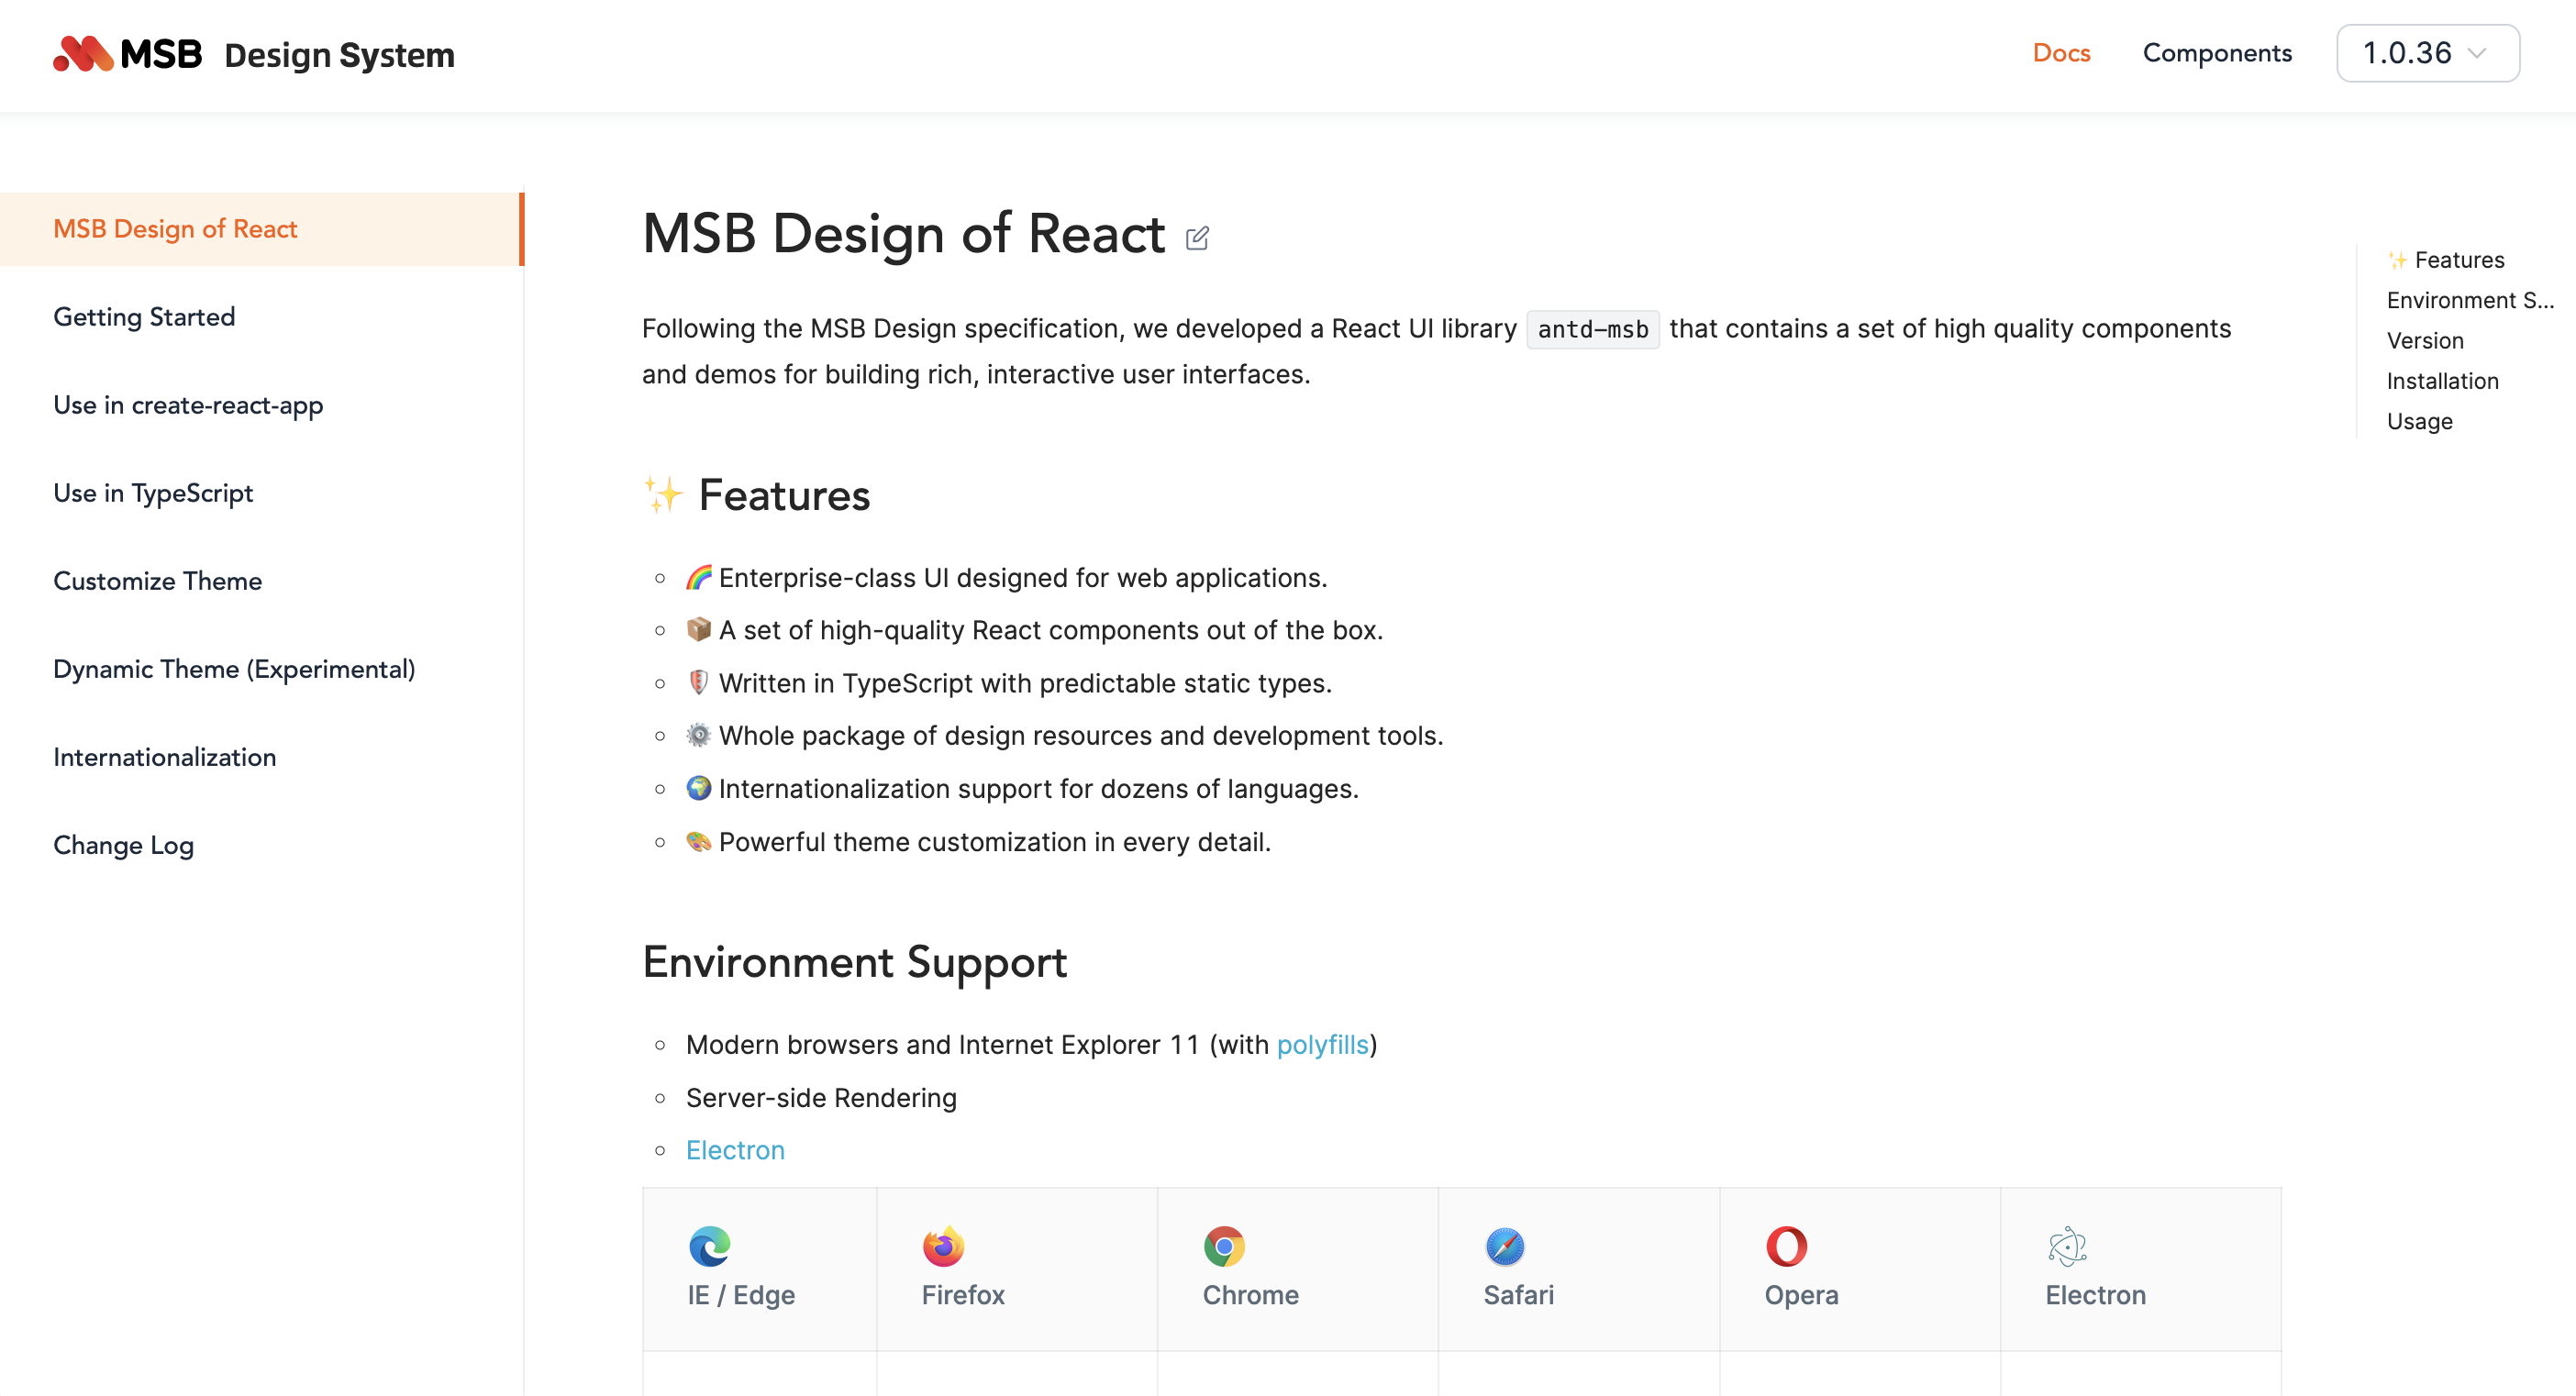 MSB Design System
Docs
Components
1.0.36
MSB Design of React
Getting Started
Use in create-react-app
Use in TypeScript
Customize Theme
Dynamic Theme (Experimental)
Internationalization
Change Log
MSB Design of React
Following the MSB Design specification, we developed a React UI library antd-msb that contains a set of high quality components
and demos for building rich, interactive user interfaces.
✨ Features
🌈 Enterprise-class UI designed for web applications.
📦 A set of high-quality React components out of the box.
🛡 Written in TypeScript with predictable static types.
⚙️ Whole package of design resources and development tools.
🌍 Internationalization support for dozens of languages.
🎨 Powerful theme customization in every detail.
Environment Support
Modern browsers and Internet Explorer 11 (with polyfills)
Server-side Rendering
Electron
IE / Edge
Firefox
Chrome
Safari
Opera
Electron
✨ Features
Environment S...
Version
Installation
Usage